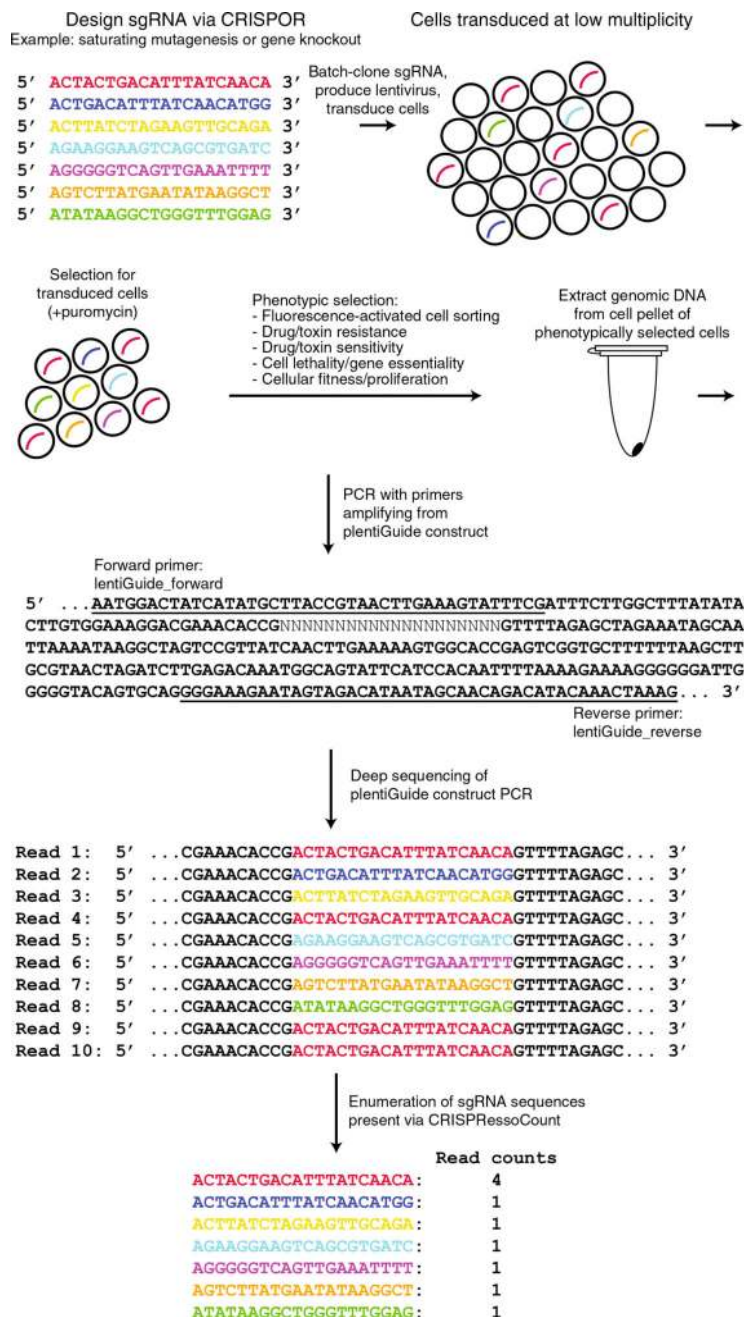 Design sgRNA via CRISPOR
Example: saturating mutagenesis or gene knockout
5′ ACTACTGACATTTATCAACA 3′
5′ ACTGACATTTATCAACATGG 3′
5′ ACTTATCTAGAAGTTGCAGA 3′
5′ AGAAGGAAGTCAGCGTGATC 3′
5′ AGGGGGTCAGTTGAAATTTT 3′
5′ AGTCTTATGAATATAAGGCT 3′
5′ ATATAAGGCTGGGTTTGGAG 3′
Batch-clone sgRNA,
produce lentivirus,
transduce cells
Cells transduced at low multiplicity
Selection for
transduced cells
(+puromycin)
Phenotypic selection:
- Fluorescence-activated cell sorting
- Drug/toxin resistance
- Drug/toxin sensitivity
- Cell lethality/gene essentiality
- Cellular fitness/proliferation
Extract genomic DNA
from cell pellet of
phenotypically selected cells
PCR with primers
amplifying from
plentiGuide construct
Forward primer:
lentiGuide_forward
5′ ...AATGGACTATCATATGCTTACCGTAACTTGAAAGTATTTCGATTTCTTGGCTTTATATA
CTTGTGGAAAGGACGAAACACCGNNNNNNNNNNNNNNNNNNNNGTTTTAGAGCTAGAAATAGCAA
TTAAAATAAGGCTAGTCCGTTATCAACTTGAAAAAGTGGCACCGAGTCGGTGCTTTTTTAAGCTT
GCGTAACTAGATCTTGAGACAAATGGCAGTATTCATCCACAATTTTAAAAGAAAAGGGGGGATTG
GGGGTACAGTGCAGGGGAAAGAATAGTAGACATAATAGCAACAGACATACAAACTAAAG... 3′
Reverse primer:
lentiGuide_reverse
Deep sequencing of
plentiGuide construct PCR
Read 1: 5′ ...CGAAACACCGACTACTGACATTTATCAACAGTTTTAGAGC... 3′
Read 2: 5′ ...CGAAACACCGACTGACATTTATCAACATGGGTTTTAGAGC... 3′
Read 3: 5′ ...CGAAACACCGACTTATCTAGAAGTTGCAGAGTTTTAGAGC... 3′
Read 4: 5′ ...CGAAACACCGACTACTGACATTTATCAACAGTTTTAGAGC... 3′
Read 5: 5′ ...CGAAACACCGAGAAGGAAGTCAGCGTGATCGTTTTAGAGC... 3′
Read 6: 5′ ...CGAAACACCGAGGGGGTCAGTTGAAATTTTGTTTTAGAGC... 3′
Read 7: 5′ ...CGAAACACCGAGTCTTATGAATATAAGGCTGTTTTAGAGC... 3′
Read 8: 5′ ...CGAAACACCGATATAAGGCTGGGTTTGGAGGTTTTAGAGC... 3′
Read 9: 5′ ...CGAAACACCGACTACTGACATTTATCAACAGTTTTAGAGC... 3′
Read 10: 5′ ...CGAAACACCGACTACTGACATTTATCAACAGTTTTAGAGC... 3′
Enumeration of sgRNA sequences
present via CRISPRessoCount
Read counts
ACTACTGACATTTATCAACA: 4
ACTGACATTTATCAACATGG: 1
ACTTATCTAGAAGTTGCAGA: 1
AGAAGGAAGTCAGCGTGATC: 1
AGGGGGTCAGTTGAAATTTT: 1
AGTCTTATGAATATAAGGCT: 1
ATATAAGGCTGGGTTTGGAG: 1